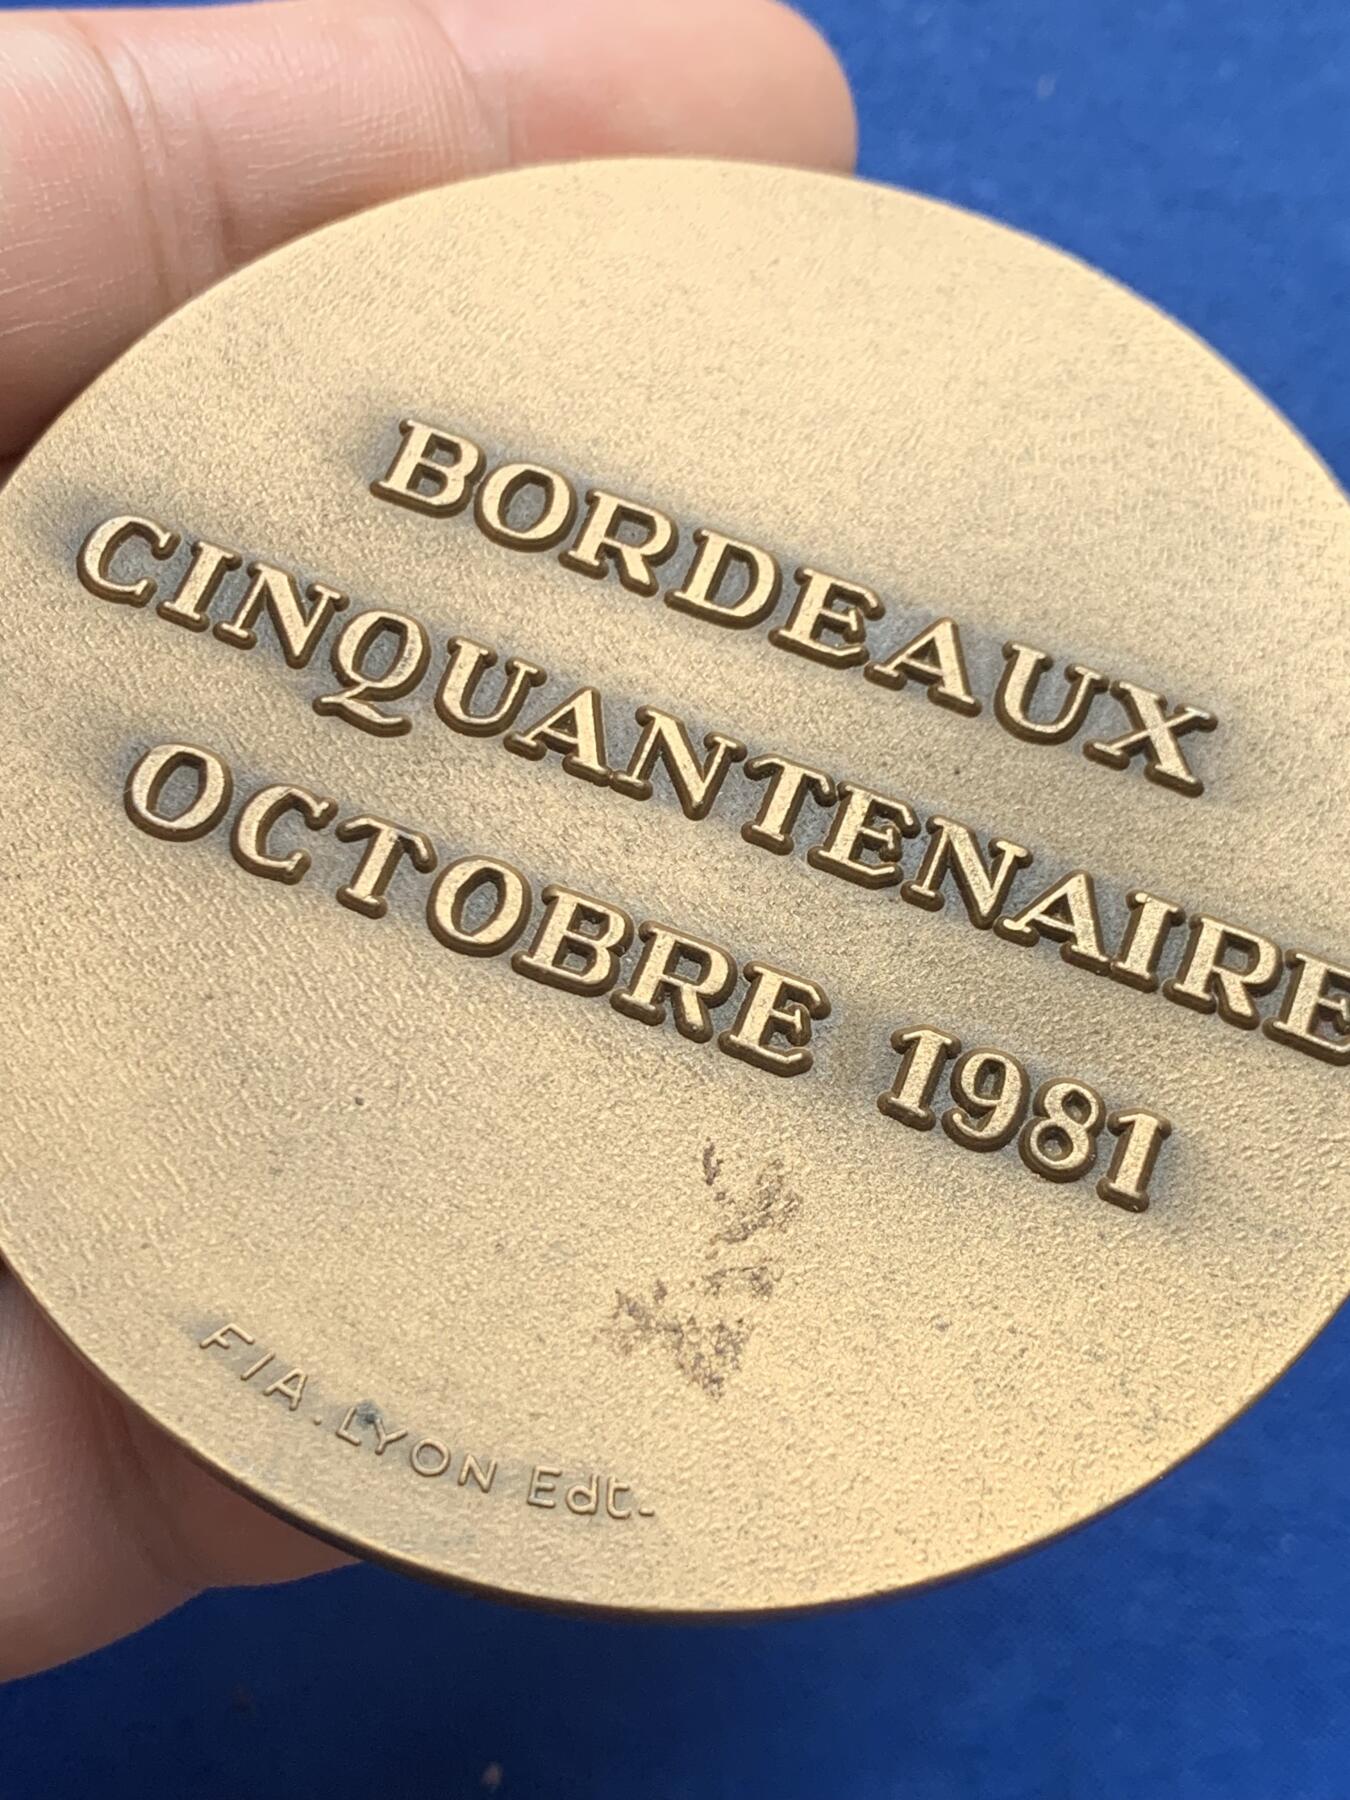 BORDEAUX
CINQUANTENAIRE
OCTOBRE 1981
FIA.LYON Edt.